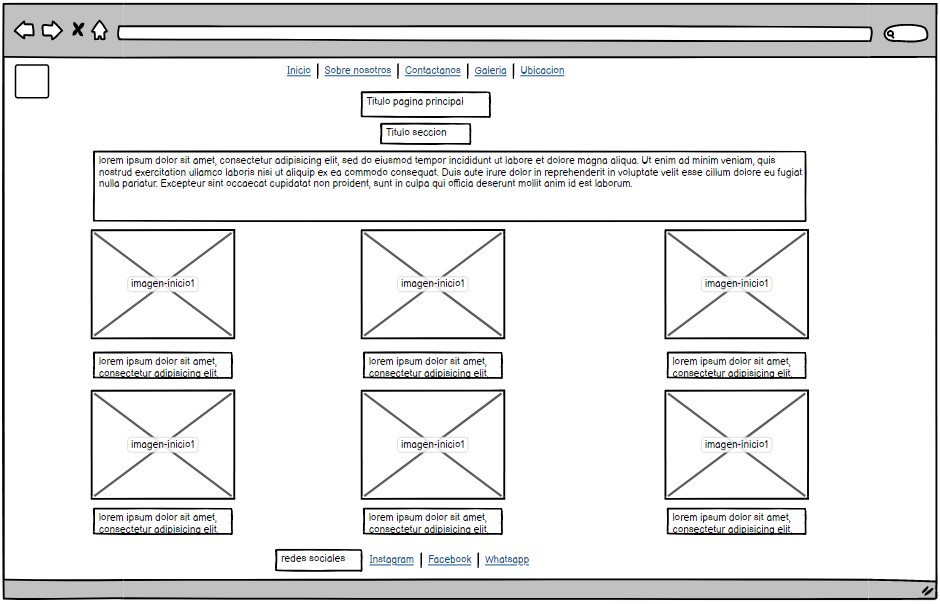 Inicio | Sobre nosotros | Contactanos | Galeria | Ubicacion
Titulo pagina principal
Titulo seccion
lorem ipsum dolor sit amet, consectetur adipisicing elit, sed do eiusmod tempor incididunt ut labore et dolore magna aliqua. Ut enim ad minim veniam, quis
nostrud exercitation ullamco laboris nisi ut aliquip ex ea commodo consequat. Duis aute irure dolor in reprehenderit in voluptate velit esse cillum dolore eu fugiat
nulla pariatur. Excepteur sint occaecat cupidatat non proident, sunt in culpa qui officia deserunt mollit anim id est laborum.
imagen-inicio1
imagen-inicio1
imagen-inicio1
lorem ipsum dolor sit amet,
consectetur adipisicing elit.
lorem ipsum dolor sit amet,
consectetur adipisicing elit.
lorem ipsum dolor sit amet,
consectetur adipisicing elit.
imagen-inicio1
imagen-inicio1
imagen-inicio1
lorem ipsum dolor sit amet,
consectetur adipisicing elit.
lorem ipsum dolor sit amet,
consectetur adipisicing elit.
lorem ipsum dolor sit amet,
consectetur adipisicing elit.
redes sociales Instagram | Facebook | Whatsapp